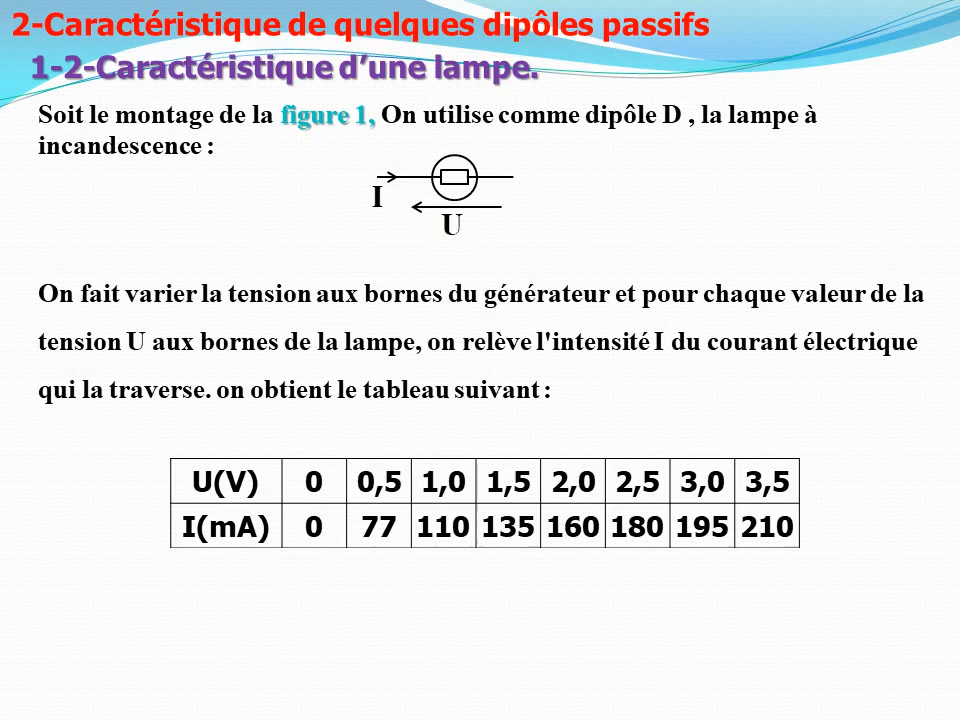 2-Caractéristique de quelques dipôles passifs
1-2-Caractéristique d’une lampe.
Soit le montage de la figure 1, On utilise comme dipôle D , la lampe à
incandescence :
I
U
On fait varier la tension aux bornes du générateur et pour chaque valeur de la
tension U aux bornes de la lampe, on relève l'intensité I du courant électrique
qui la traverse. on obtient le tableau suivant :
U(V) 0 0,5 1,0 1,5 2,0 2,5 3,0 3,5
I(mA) 0 77 110 135 160 180 195 210